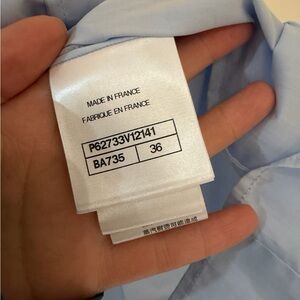 MADE IN FRANCE
FABRIQUE EN FRANCE
P62733V12141
BA735 36